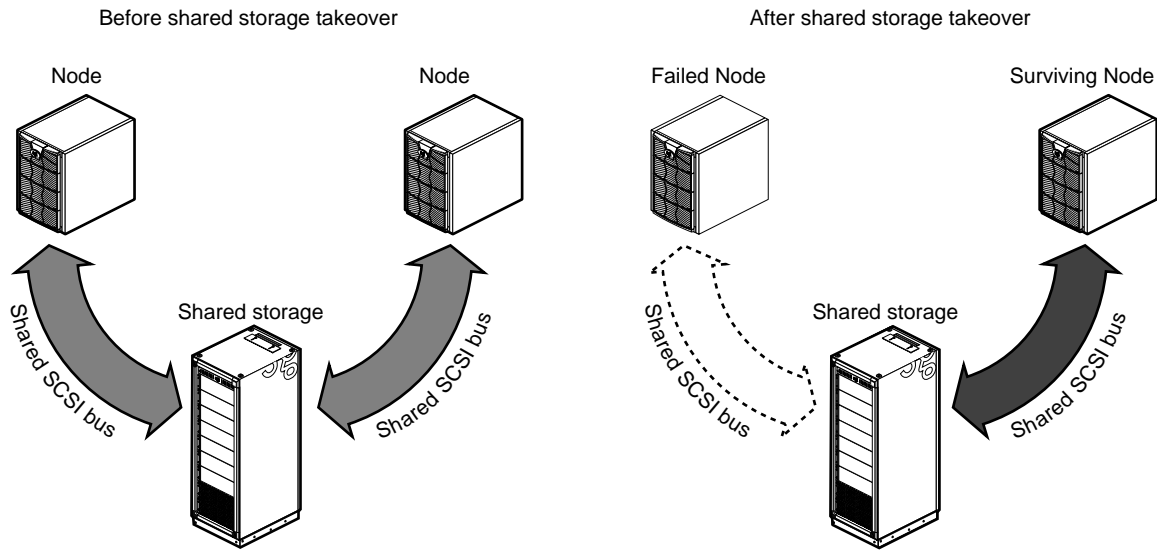 Before shared storage takeover
Node
Node
Shared SCSI bus
Shared storage
Shared SCSI bus
After shared storage takeover
Failed Node
Surviving Node
Shared SCSI bus
Shared storage
Shared SCSI bus